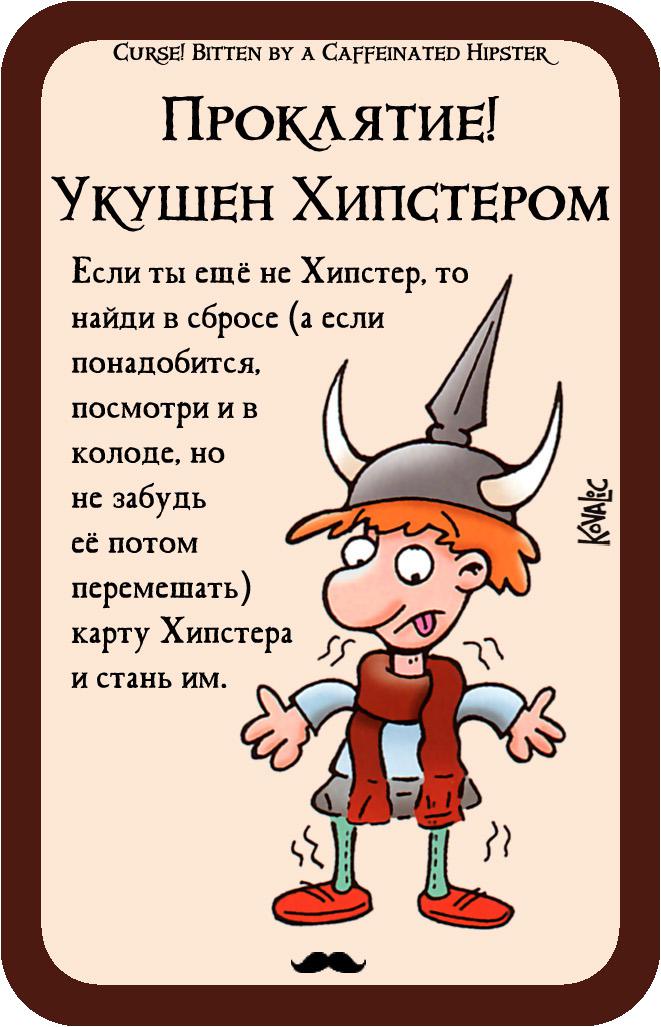 Curse! Bitten by a Caffeinated Hipster
Проклятие!
Укушен Хипстером
Если ты ещё не Хипстер, то
найди в сбросе (а если
понадобится,
посмотри и в
колоде, но
не забудь
её потом
перемешать)
карту Хипстера
и стань им.
Kovalic